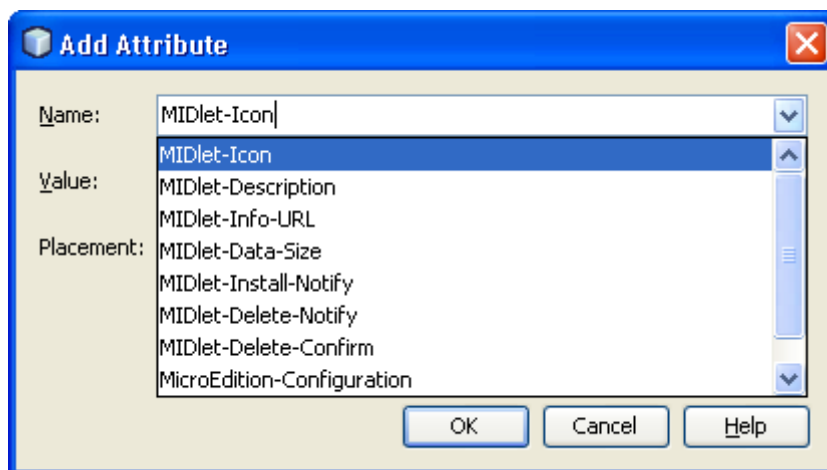 Add Attribute
Name: MIDlet-Icon
MIDlet-Icon
Value: MIDlet-Description
MIDlet-Info-URL
Placement: MIDlet-Data-Size
MIDlet-Install-Notify
MIDlet-Delete-Notify
MIDlet-Delete-Confirm
MicroEdition-Configuration
OK Cancel Help